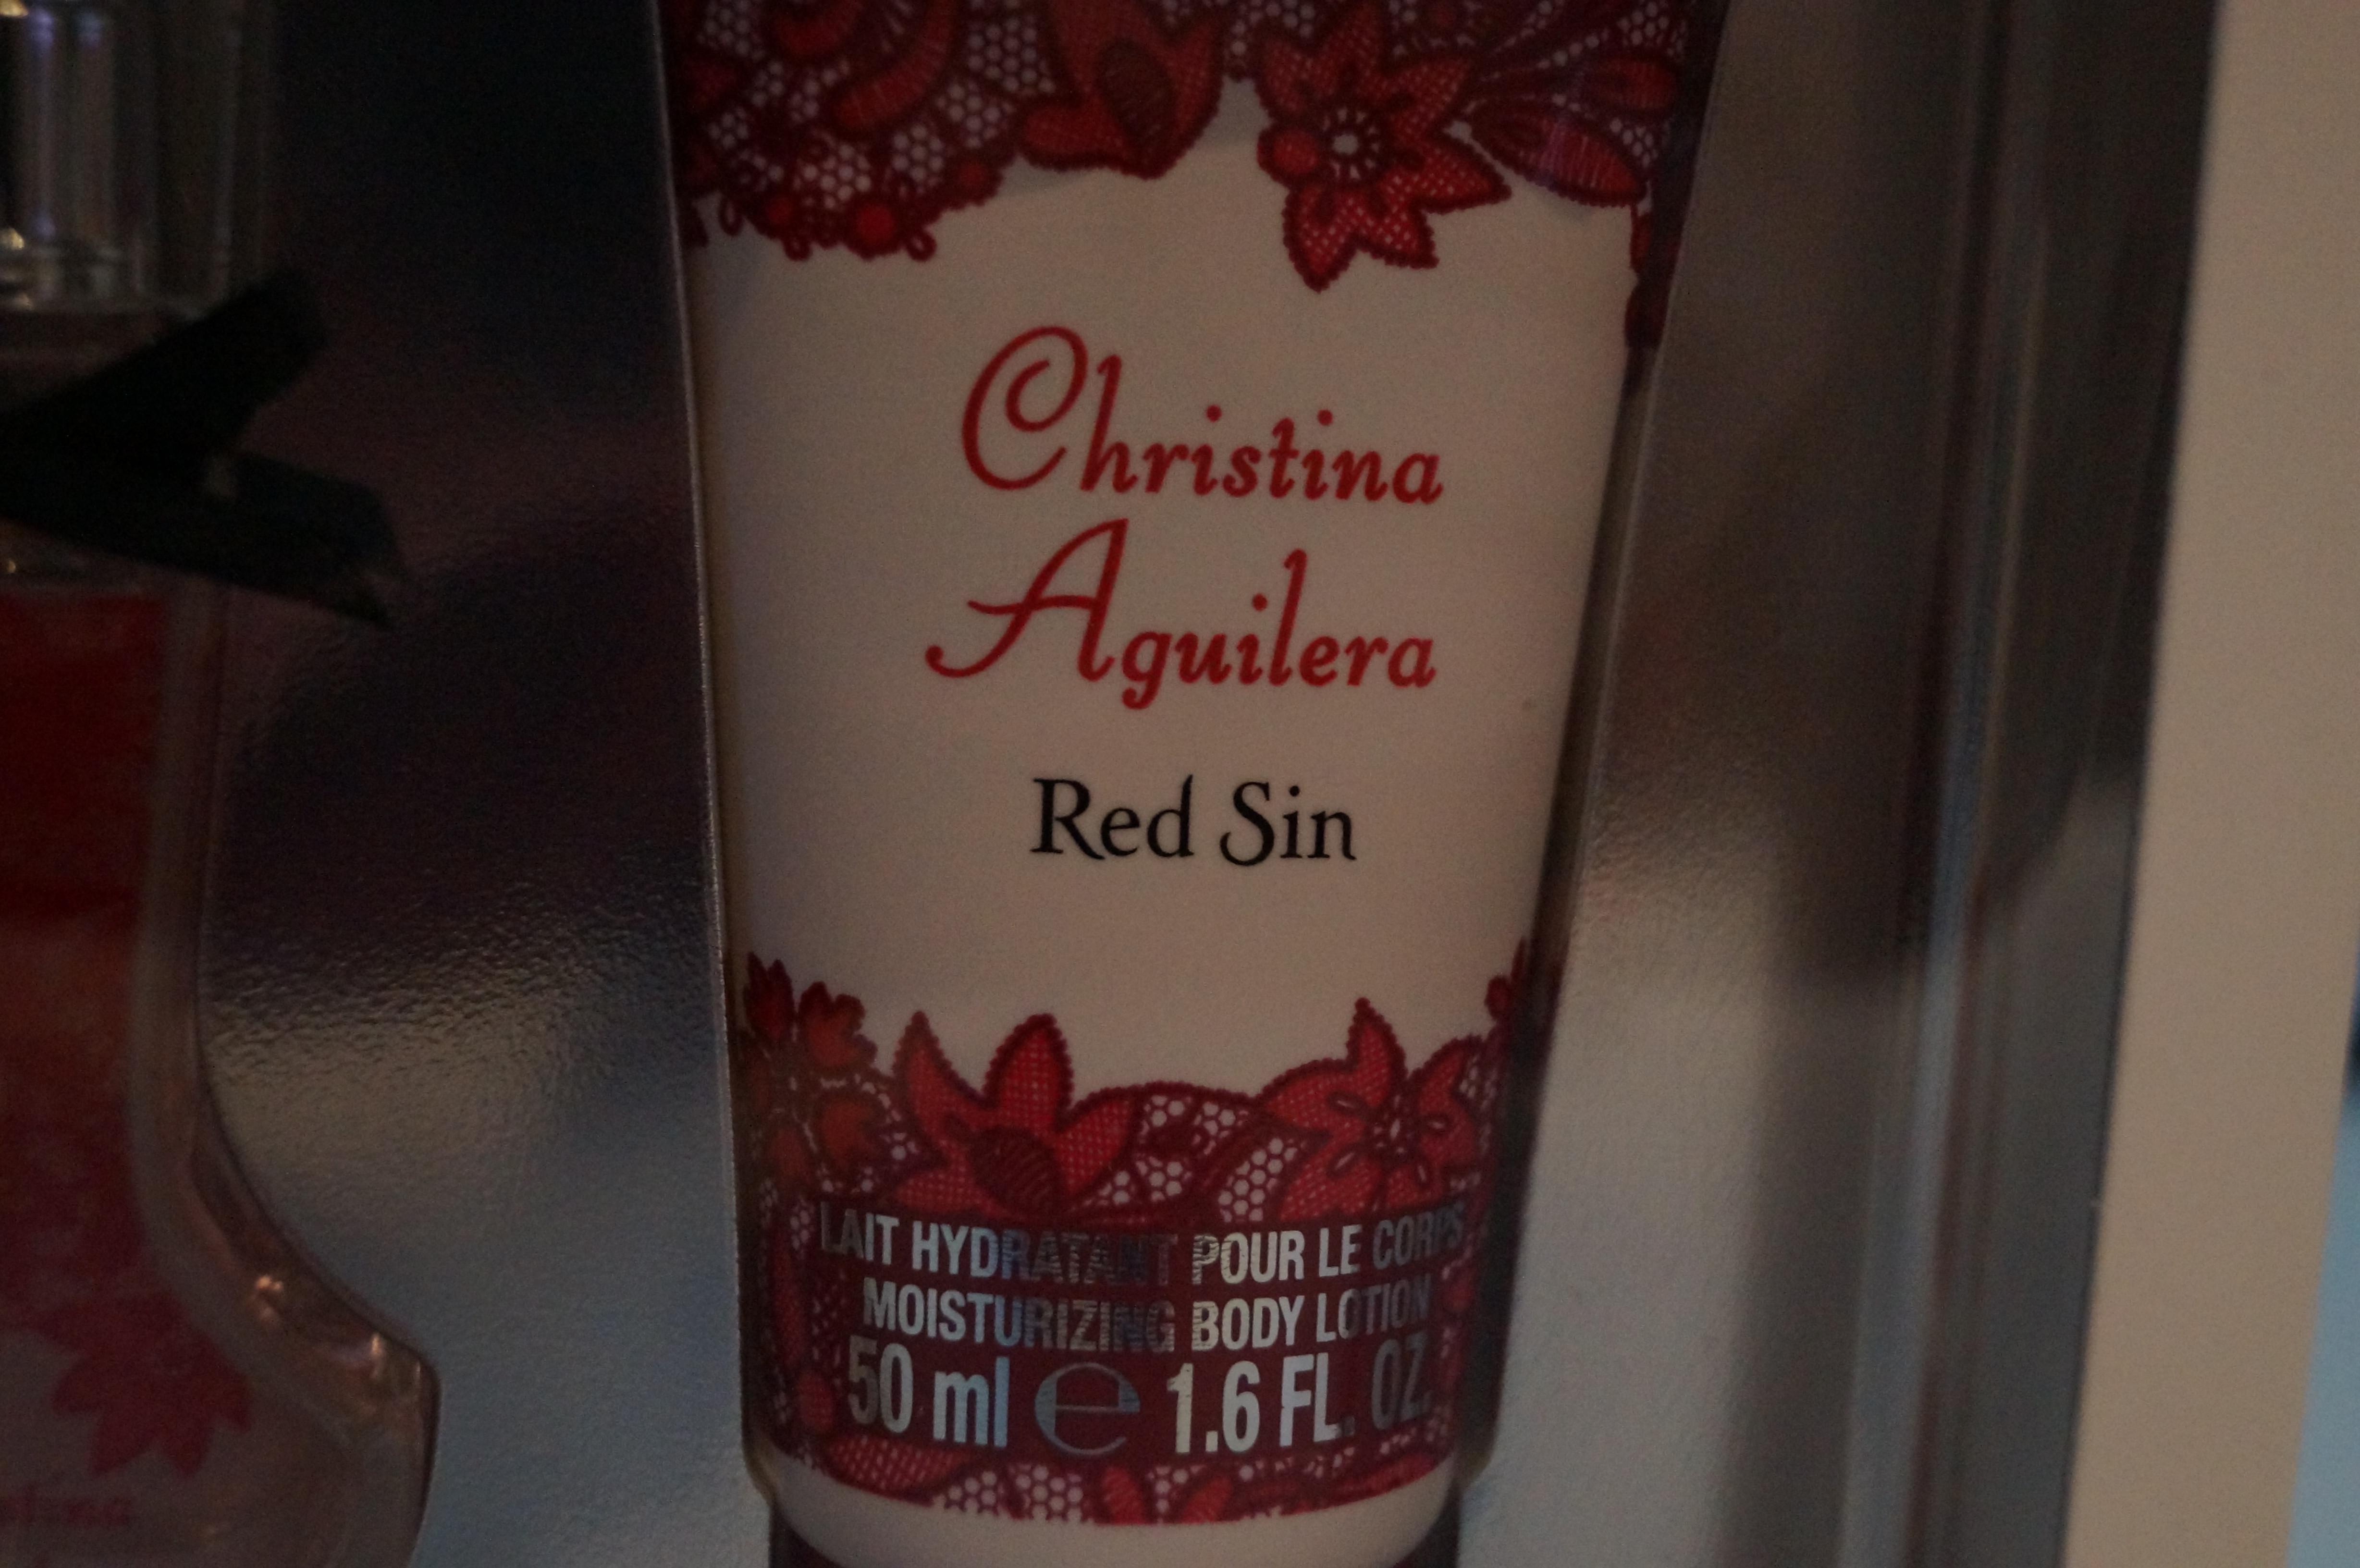 Christina
Aguilera
Red Sin
LAIT HYDRATANT POUR LE CORPS
MOISTURIZING BODY LOTION
50 ml e 1.6 FL. OZ.